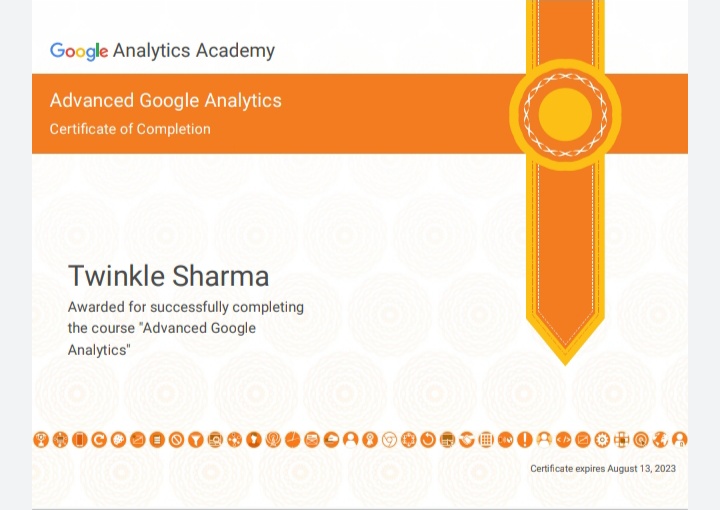 Google Analytics Academy
Advanced Google Analytics
Certificate of Completion
Twinkle Sharma
Awarded for successfully completing
the course "Advanced Google
Analytics"
Certificate expires August 13, 2023